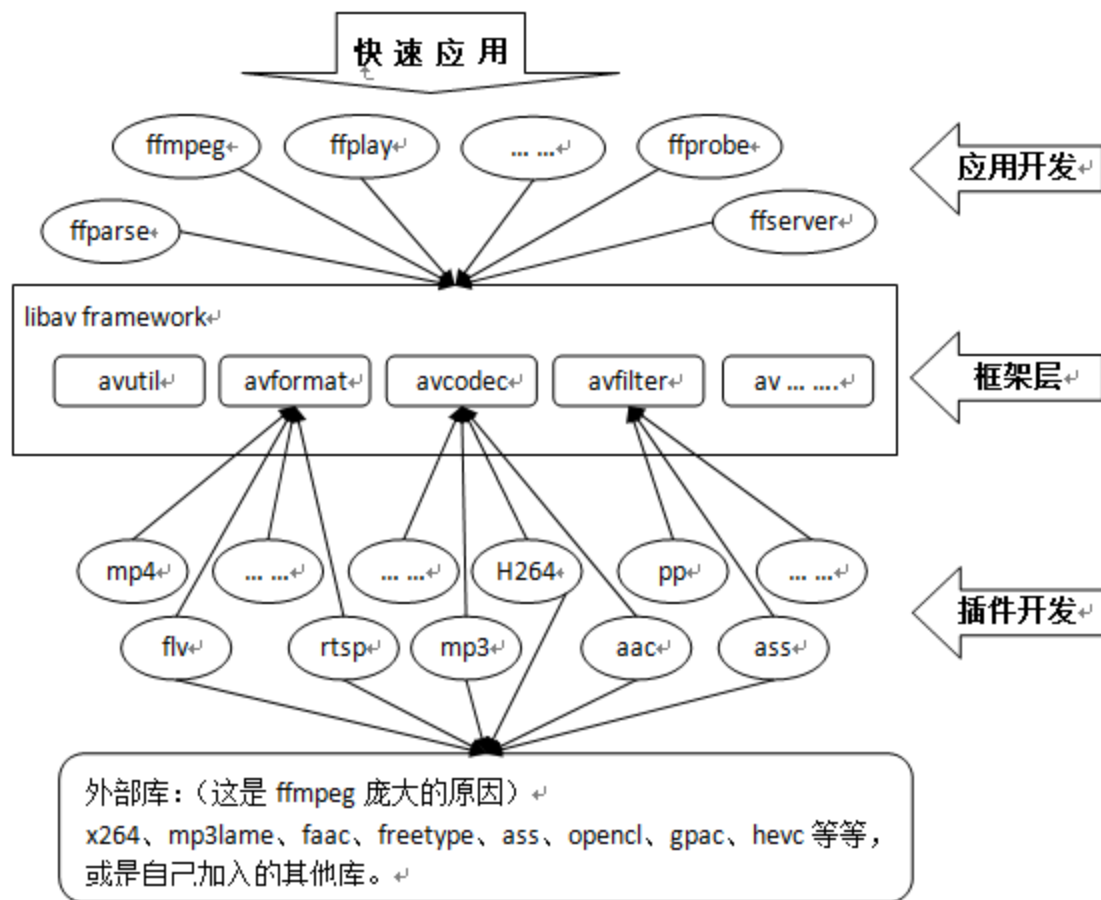 快速应用
ffmpeg
ffplay
... ...
ffprobe
应用开发
ffparse
ffserver
libav framework
avutil
avformat
avcodec
avfilter
av ... ....
框架层
mp4
... ...
... ...
H264
pp
... ...
插件开发
flv
rtsp
mp3
aac
ass
外部库：（这是 ffmpeg 庞大的原因）
x264、mp3lame、faac、freetype、ass、opencl、gpac、hevc 等等，
或是自己加入的其他库。